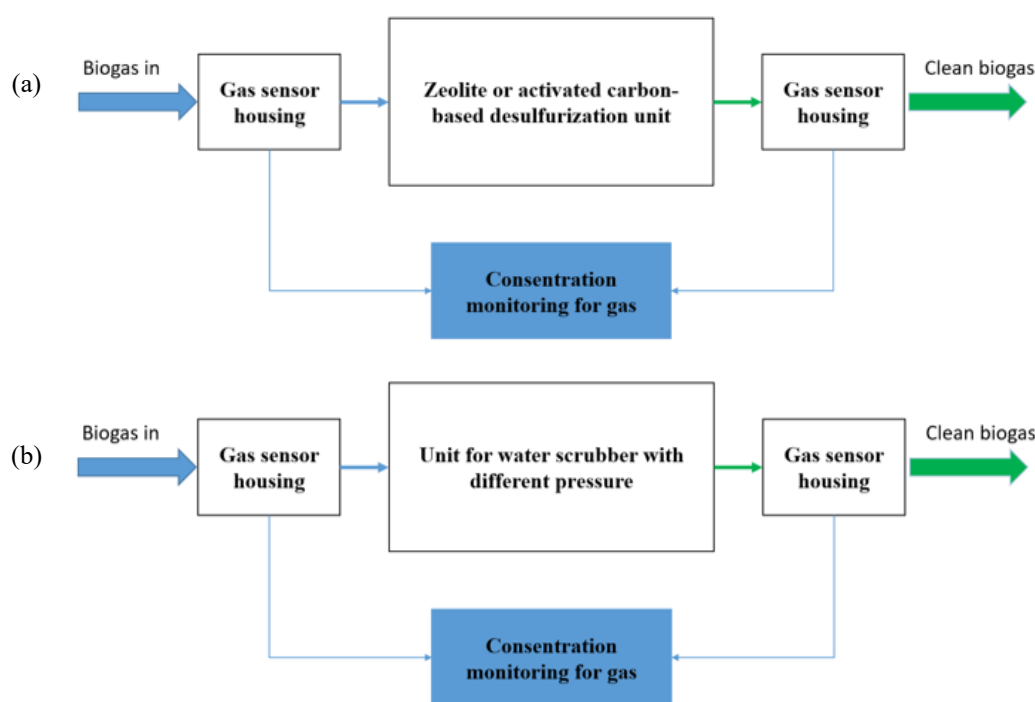 (a)
Biogas in
Gas sensor
housing
Zeolite or activated carbon-
based desulfurization unit
Gas sensor
housing
Clean biogas
Consentration
monitoring for gas
(b)
Biogas in
Gas sensor
housing
Unit for water scrubber with
different pressure
Gas sensor
housing
Clean biogas
Consentration
monitoring for gas